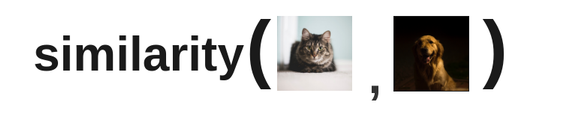 similarity( , )